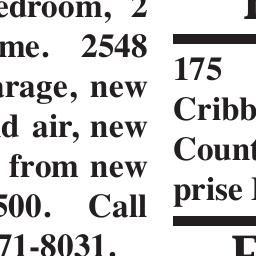 edroom, 2
me. 2548
arage, new
d air, new
from new
500. Call
71-8031.
175
Cribb
Count
prise